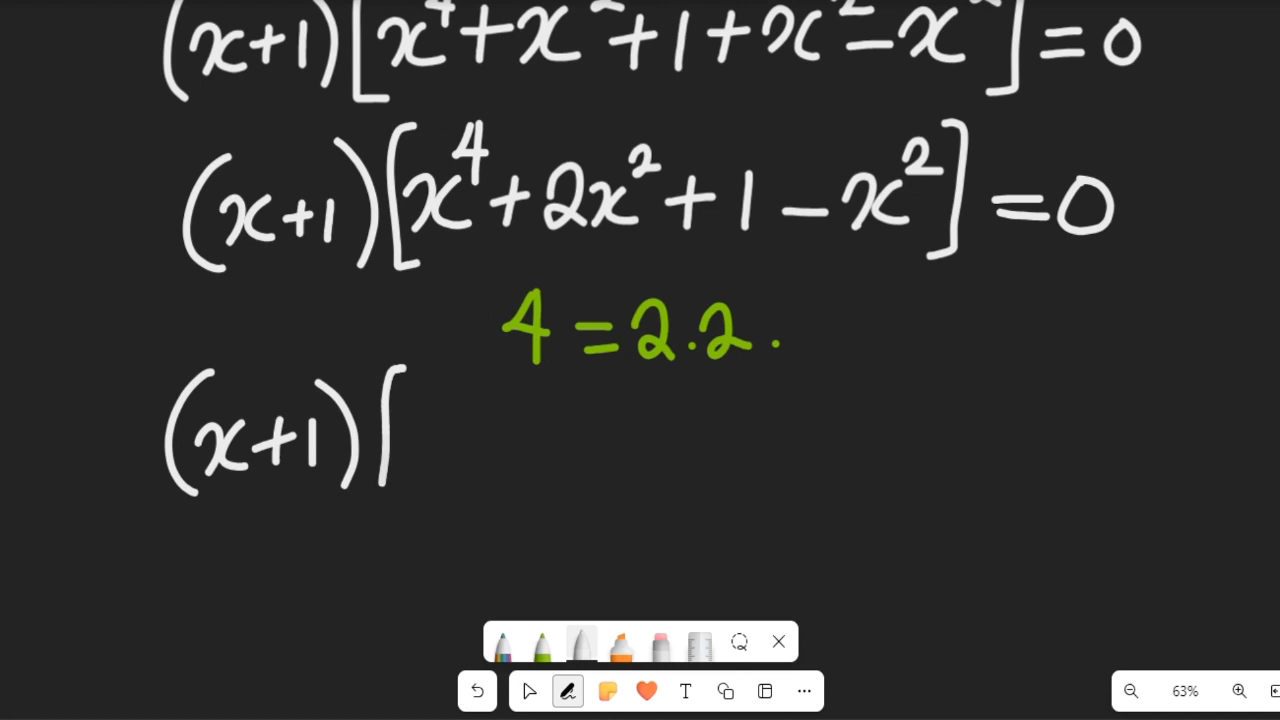 (x+1)[x⁴+x²+1+x²−x²]=0
(x+1)[x⁴+2x²+1−x²]=0
4=2.2.
(x+1)[
T
63%